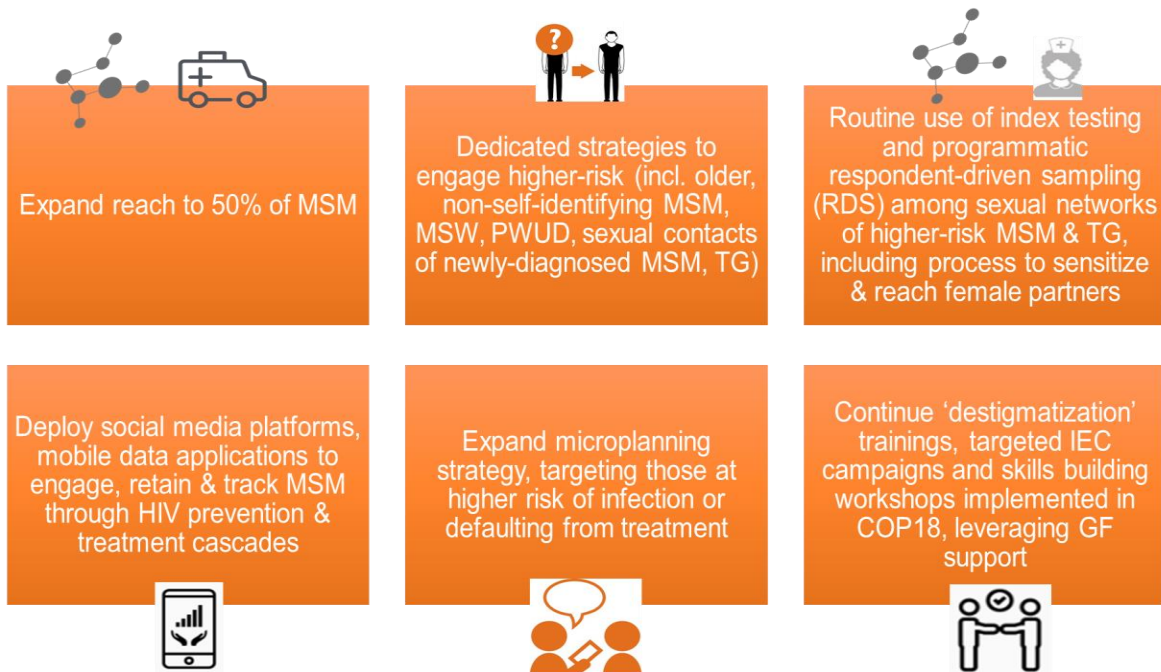 ?
Expand reach to 50% of MSM
Dedicated strategies to
engage higher-risk (incl. older,
non-self-identifying MSM,
MSW, PWUD, sexual contacts
of newly-diagnosed MSM, TG)
Routine use of index testing
and programmatic
respondent-driven sampling
(RDS) among sexual networks
of higher-risk MSM & TG,
including process to sensitize
& reach female partners
Deploy social media platforms,
mobile data applications to
engage, retain & track MSM
through HIV prevention &
treatment cascades
Expand microplanning
strategy, targeting those at
higher risk of infection or
defaulting from treatment
Continue ‘destigmatization’
trainings, targeted IEC
campaigns and skills building
workshops implemented in
COP18, leveraging GF
support